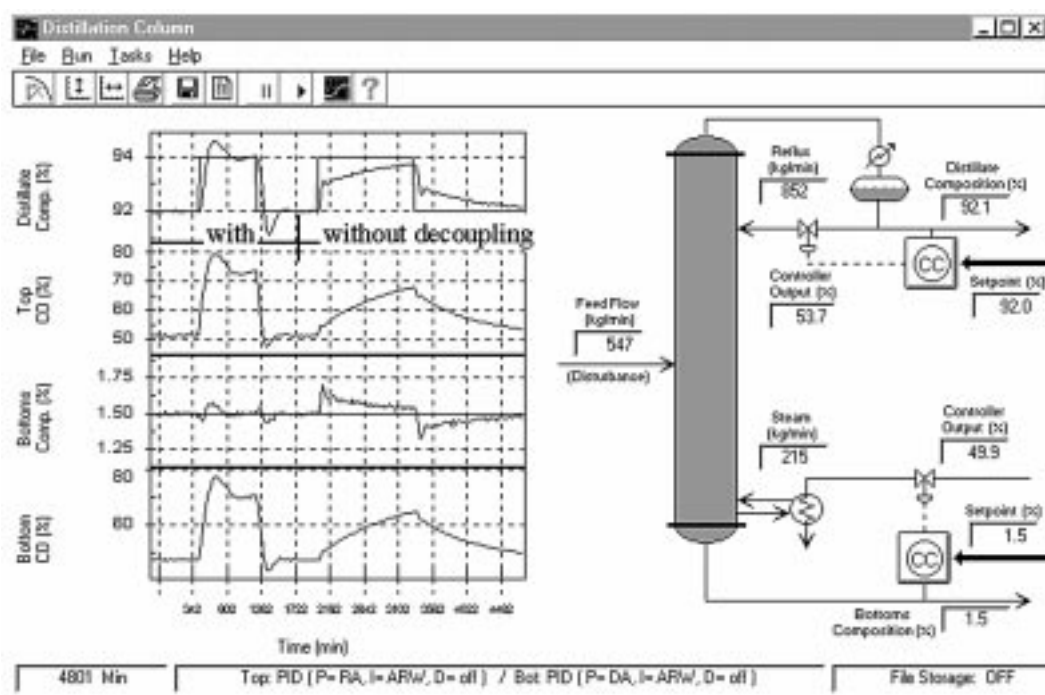 Distillation Column
File Run Tasks Help
Distillate
Comp. (%)
94
92
with
without decoupling
Top
CO (%)
80
70
60
50
Bottoms
Comp. (%)
1.75
1.50
1.25
Bottom
CO (%)
80
60
Time (min)
Reflux
(kg/min)
852
Distillate
Composition (%)
92.1
CC
Controller
Output (%)
53.7
Setpoint (%)
92.0
Feed Flow
(kg/min)
547
(Disturbance)
Steam
(kg/min)
215
Controller
Output (%)
49.9
Setpoint (%)
1.5
CC
Bottoms
Composition (%)
1.5
4801 Min
Top: PID ( P= RA, I= ARW, D= off ) / Bot: PID ( P= DA, I= ARW, D= off )
File Storage: OFF